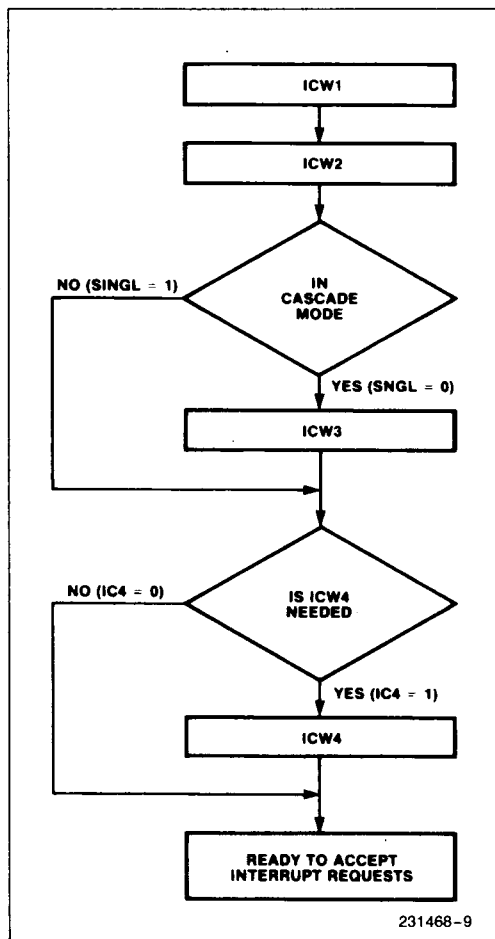 ICW1
ICW2
IN
CASCADE
MODE
NO (SINGL = 1)
YES (SNGL = 0)
ICW3
IS ICW4
NEEDED
NO (IC4 = 0)
YES (IC4 = 1)
ICW4
READY TO ACCEPT
INTERRUPT REQUESTS
231468-9